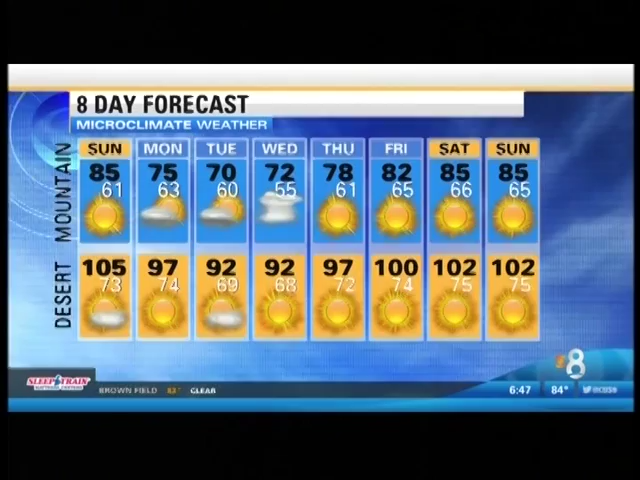 8 DAY FORECAST
MICROCLIMATE WEATHER
SUN MON TUE WED THU FRI SAT SUN
MOUNTAIN
85 75 70 72 78 82 85 85
61 63 60 55 61 65 66 65
DESERT
105 97 92 92 97 100 102 102
73 74 69 68 72 74 75 75
8
SLEEP TRAIN
BROWN FIELD 83° CLEAR
6:47 84° @CBS8